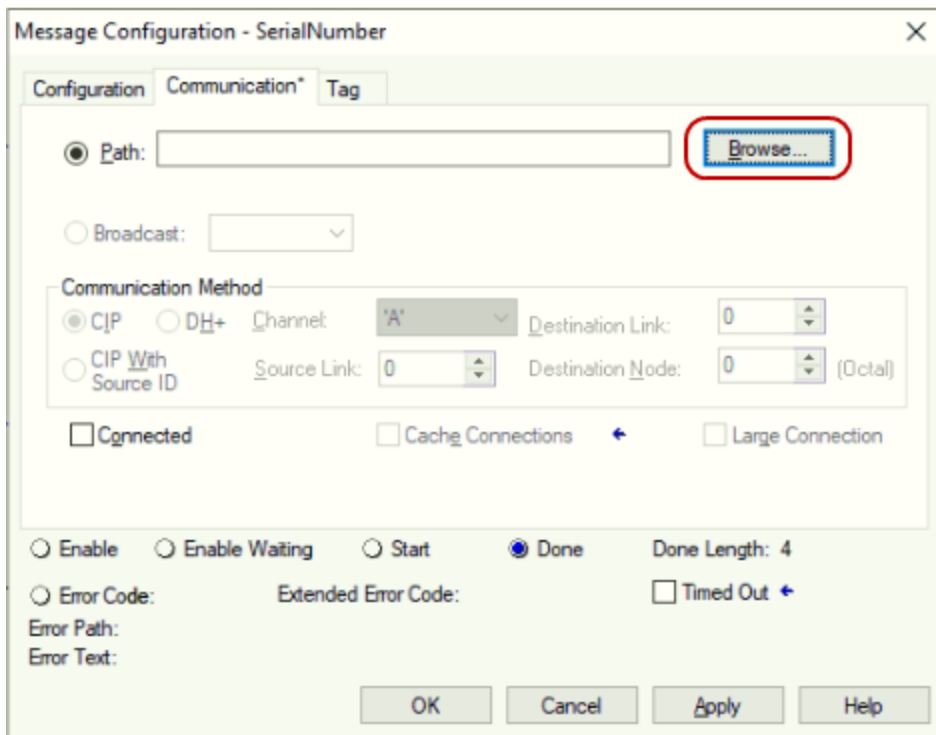 Message Configuration - SerialNumber
Configuration Communication* Tag
Path: Browse...
Broadcast:
Communication Method
CIP DH+ Channel: 'A' Destination Link: 0
CIP With
Source ID Source Link: 0 Destination Node: 0 (Octal)
Connected Cache Connections Large Connection
Enable Enable Waiting Start Done Done Length: 4
Error Code: Extended Error Code: Timed Out
Error Path:
Error Text:
OK Cancel Apply Help